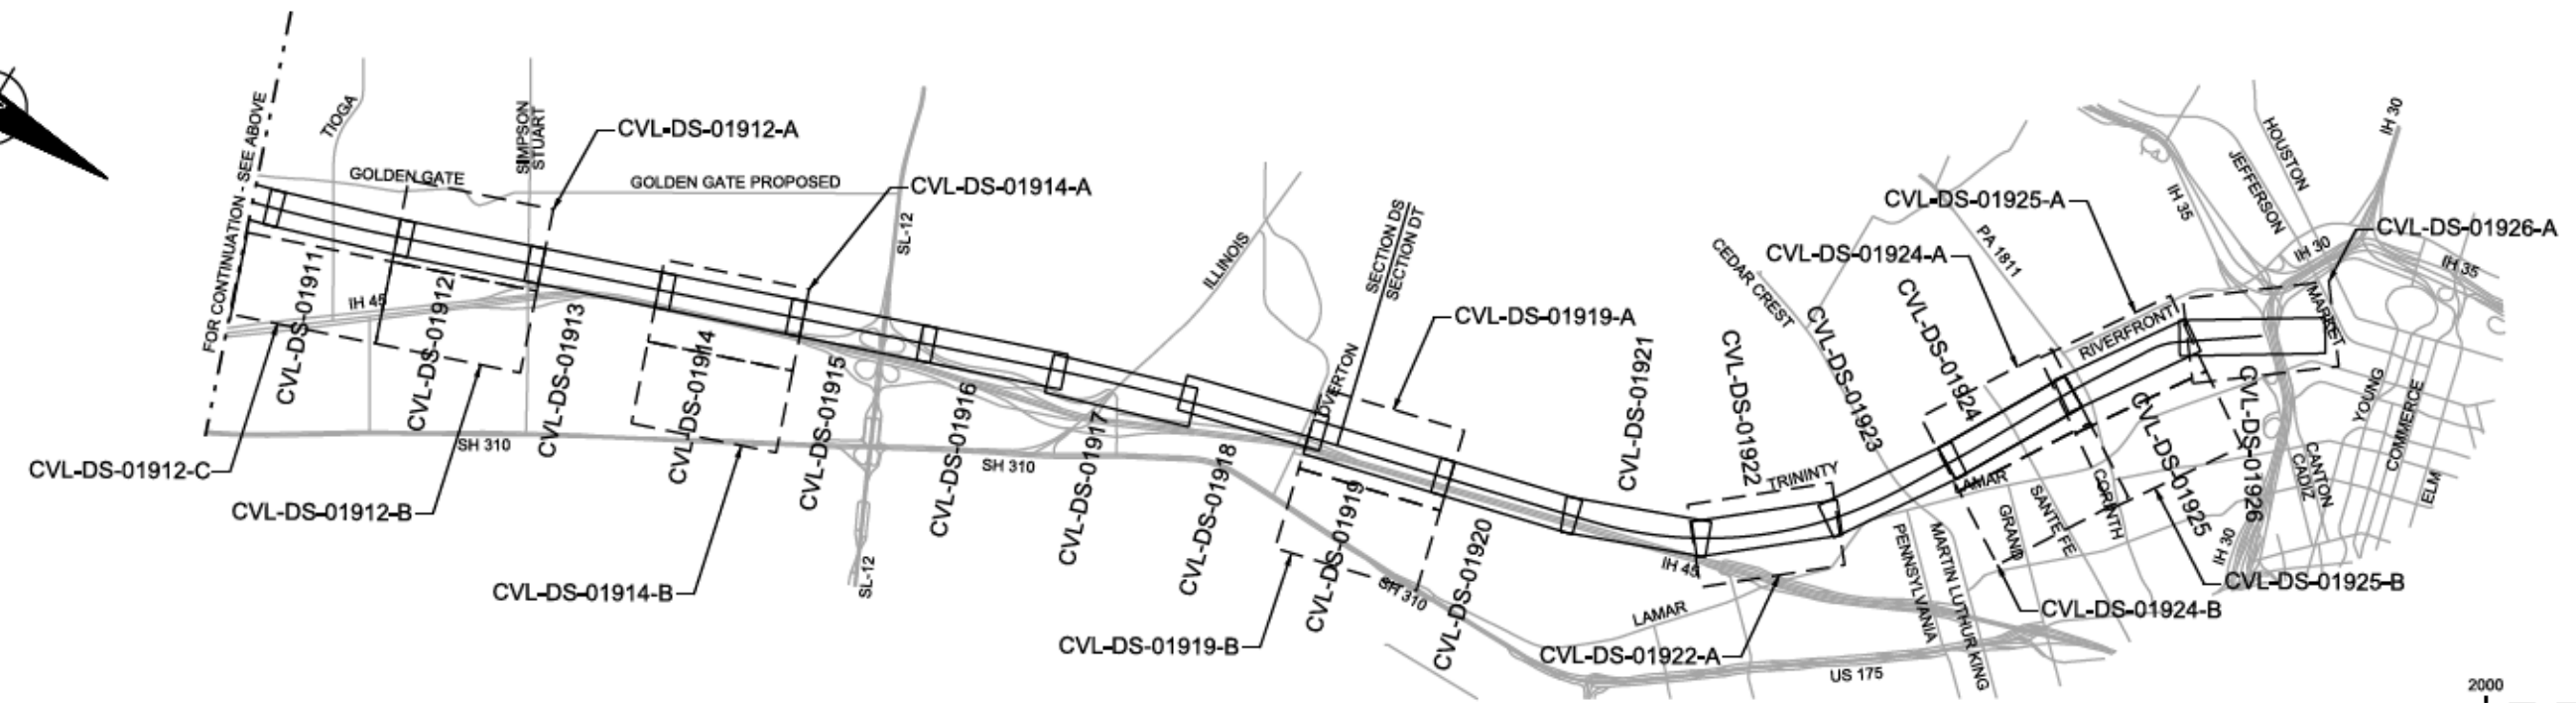 FOR CONTINUATION - SEE ABOVE
TIOGA
SIMPSON
STUART
CVL-DS-01912-A
GOLDEN GATE
GOLDEN GATE PROPOSED
CVL-DS-01914-A
SL-12
ILLINOIS
SECTION DS
SECTION DT
CVL-DS-01919-A
OVERTON
CEDAR CREST
CVL-DS-01924-A
CVL-DS-01925-A
PA 1811
IH 35
JEFFERSON
HOUSTON
IH 30
IH 30
IH 35
CVL-DS-01926-A
MARKET
RIVERFRONT
CVL-DS-01911
IH 45
CVL-DS-01912
CVL-DS-01913
CVL-DS-01914
CVL-DS-01915
CVL-DS-01916
CVL-DS-01917
CVL-DS-01918
CVL-DS-01919
CVL-DS-01920
CVL-DS-01921
CVL-DS-01922
TRININTY
CVL-DS-01923
CVL-DS-01924
CVL-DS-01925
CVL-DS-01926
LAMAR
GRAND
SANTE FE
CORINTH
CANTON
CADIZ
YOUNG
COMMERCE
ELM
IH 30
SH 310
SH 310
SH 310
SL-12
IH 45
LAMAR
PENNSYLVANIA
MARTIN LUTHUR KING
US 175
CVL-DS-01912-C
CVL-DS-01912-B
CVL-DS-01914-B
CVL-DS-01919-B
CVL-DS-01922-A
CVL-DS-01924-B
CVL-DS-01925-B
2000